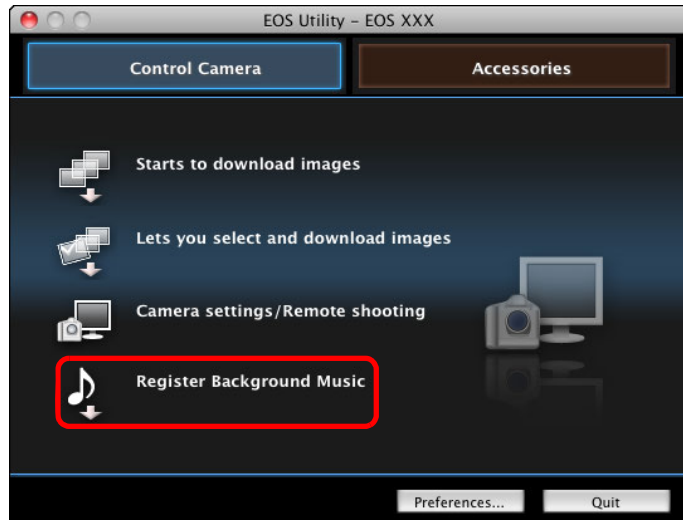 EOS Utility – EOS XXX
Control Camera
Accessories
Starts to download images
Lets you select and download images
Camera settings/Remote shooting
Register Background Music
Preferences...
Quit